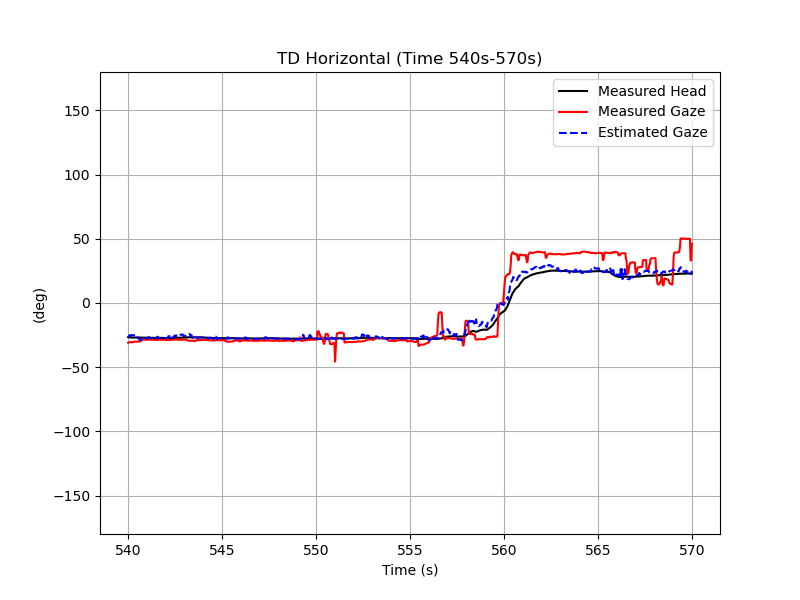 TD Horizontal (Time 540s-570s)
Measured Head
Measured Gaze
Estimated Gaze
150
100
50
0
−50
−100
−150
(deg)
540 545 550 555 560 565 570
Time (s)